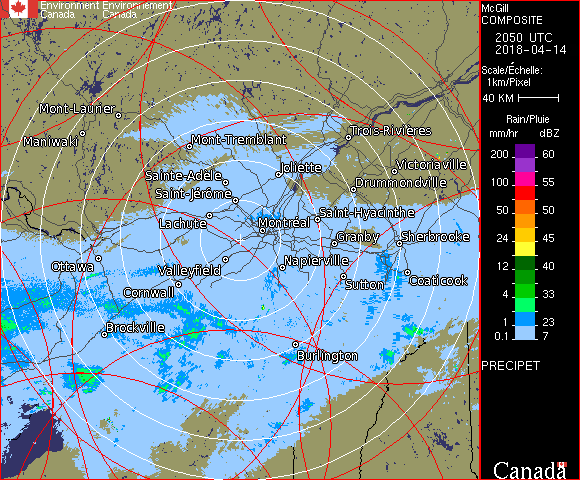 Environment Environnement
Canada Canada
Mont-Laurier
Maniwaki
Mont-Tremblant
Trois-Rivières
Joliette
Victoriaville
Sainte-Adèle
Drummondville
Saint-Jérôme
Lachute
Montréal
Saint-Hyacinthe
Granby
Sherbrooke
Ottawa
Valleyfield
Napierville
Coaticook
Cornwall
Sutton
Brockville
Burlington
McGill
COMPOSITE
2050 UTC
2018-04-14
Scale/Échelle:
1km/Pixel
40 KM
Rain/Pluie
mm/hr dBZ
200 60
100 55
50 50
24 45
12 40
4 33
1 23
0.1 7
PRECIPET
Canada